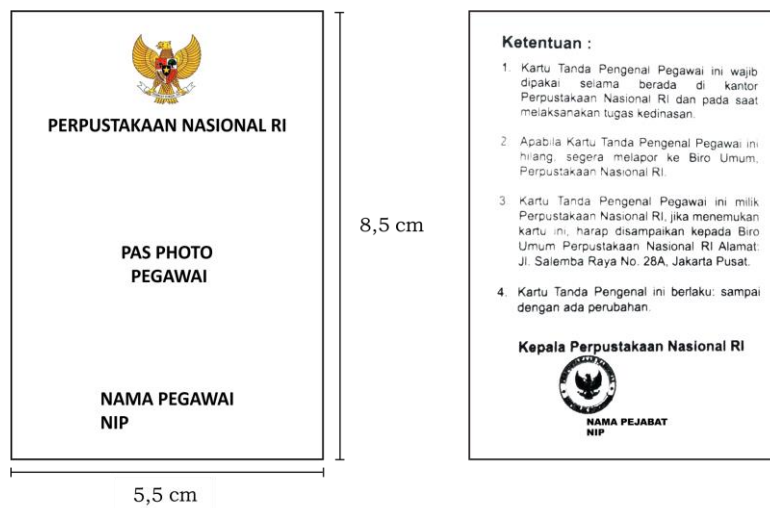 PERPUSTAKAAN NASIONAL RI
PAS PHOTO
PEGAWAI
NAMA PEGAWAI
NIP
8,5 cm
5,5 cm
Ketentuan :
1. Kartu Tanda Pengenal Pegawai ini wajib
dipakai selama berada di kantor
Perpustakaan Nasional RI dan pada saat
melaksanakan tugas kedinasan.
2. Apabila Kartu Tanda Pengenal Pegawai ini
hilang, segera melapor ke Biro Umum,
Perpustakaan Nasional RI.
3. Kartu Tanda Pengenal Pegawai ini milik
Perpustakaan Nasional RI, jika menemukan
kartu ini, harap disampaikan kepada Biro
Umum Perpustakaan Nasional RI Alamat:
Jl. Salemba Raya No. 28A, Jakarta Pusat.
4. Kartu Tanda Pengenal ini berlaku: sampai
dengan ada perubahan.
Kepala Perpustakaan Nasional RI
NAMA PEJABAT
NIP